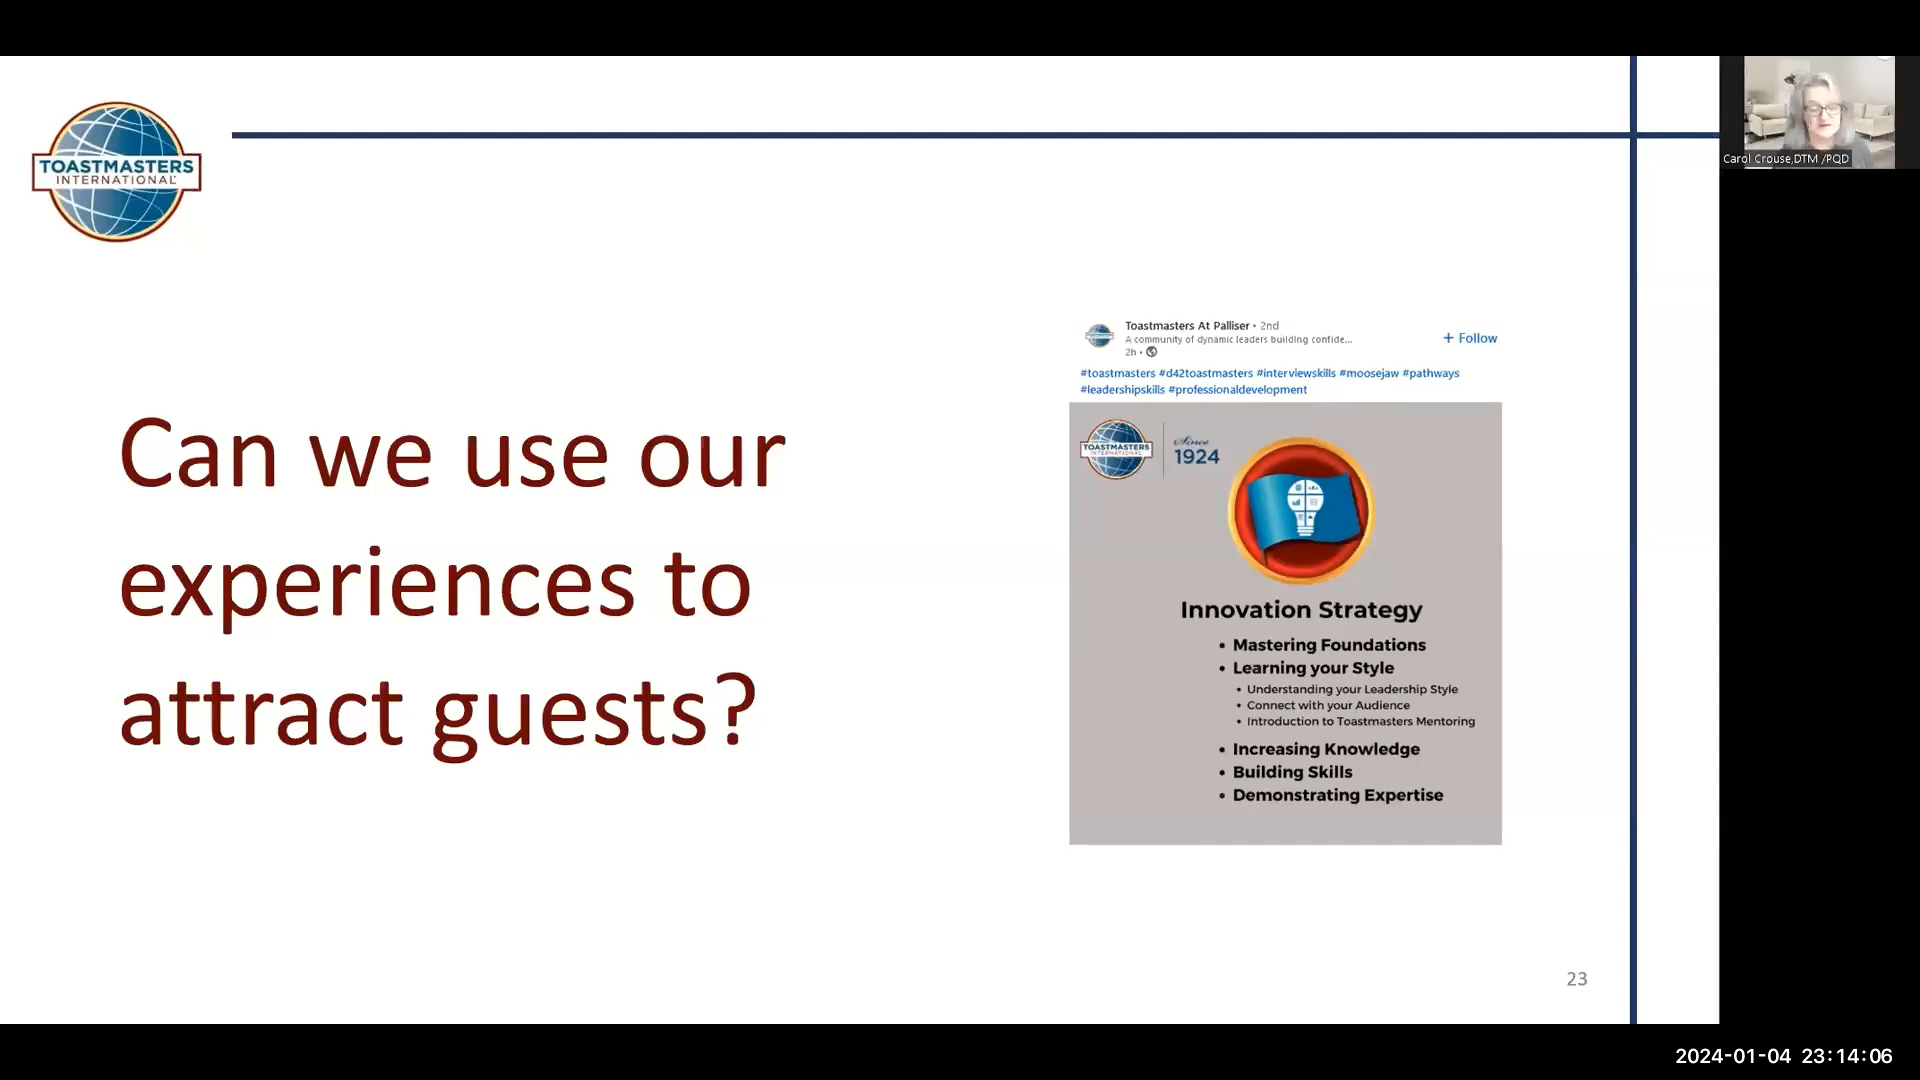 TOASTMASTERS
INTERNATIONAL
Can we use our
experiences to
attract guests?
Toastmasters At Palliser • 2nd
A community of dynamic leaders building confide...
2h •
+ Follow
#toastmasters #d42toastmasters #interviewskills #moosejaw #pathways
#leadershipskills #professionaldevelopment
TOASTMASTERS
INTERNATIONAL
Since
1924
Innovation Strategy
• Mastering Foundations
• Learning your Style
• Understanding your Leadership Style
• Connect with your Audience
• Introduction to Toastmasters Mentoring
• Increasing Knowledge
• Building Skills
• Demonstrating Expertise
23
Carol Crouse,DTM /PQD
2024-01-04 23:14:06